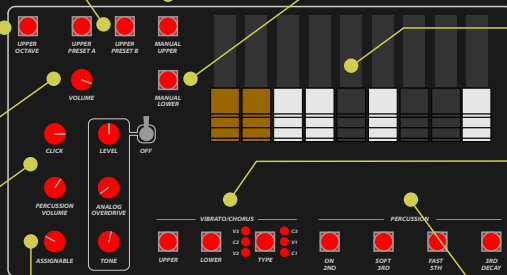 UPPER
OCTAVE
UPPER
PRESET A
UPPER
PRESET B
MANUAL
UPPER
VOLUME
MANUAL
LOWER
CLICK
LEVEL
OFF
PERCUSSION
VOLUME
ANALOG
OVERDRIVE
ASSIGNABLE
TONE
VIBRATO/CHORUS
V3
C3
C2
V1
V2
C1
UPPER
LOWER
TYPE
PERCUSSION
ON
2ND
SOFT
3RD
FAST
5TH
3RD
DECAY